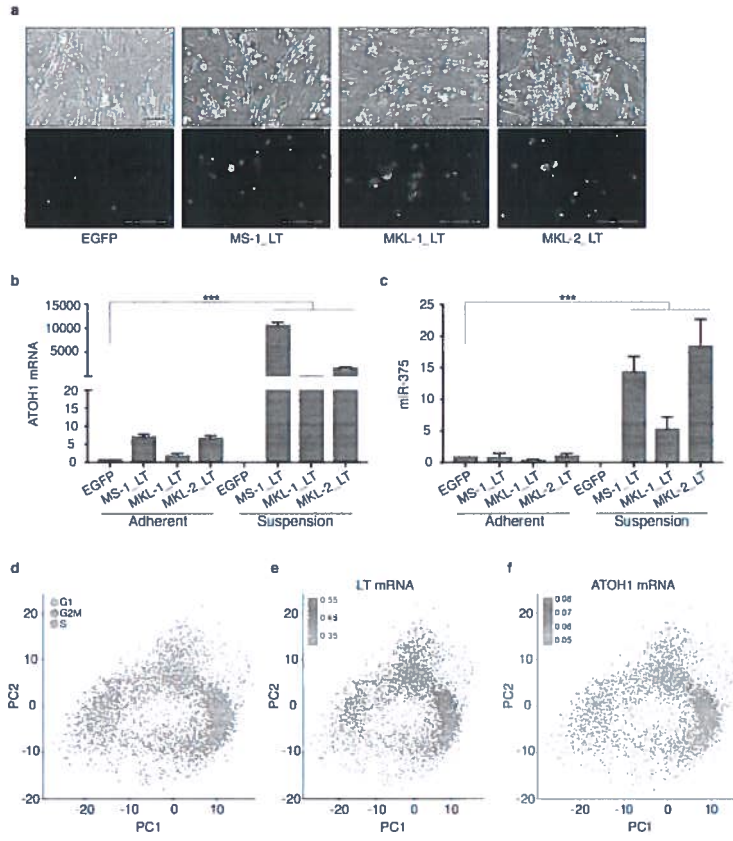 a
EGFP MS-1_LT MKL-1_LT MKL-2_LT
b
ATOH1 mRNA
15000
10000
5000
20
15
10
5
0
***
EGFP MS-1_LT MKL-1_LT MKL-2_LT EGFP MS-1_LT MKL-1_LT MKL-2_LT
Adherent Suspension
c
miR-375
25
20
15
10
5
0
***
EGFP MS-1_LT MKL-1_LT MKL-2_LT EGFP MS-1_LT MKL-1_LT MKL-2_LT
Adherent Suspension
d
G1
G2M
S
PC2
20
10
0
-10
-20
-20 -10 0 10
PC1
e
LT mRNA
0.55
0.45
0.35
PC2
20
10
0
-10
-20
-20 -10 0 10
PC1
f
ATOH1 mRNA
0.08
0.07
0.06
0.05
PC2
20
10
0
-10
-20
-20 -10 0 10
PC1